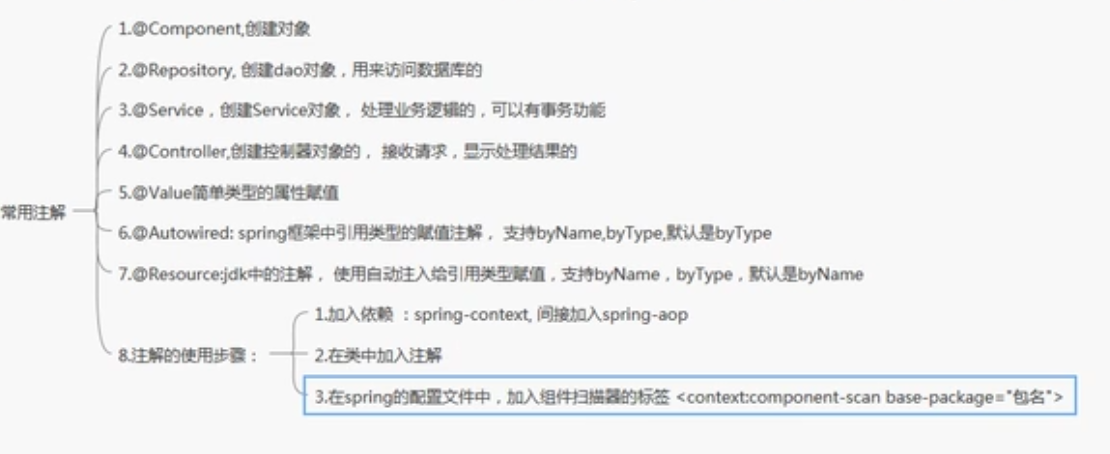 1.@Component,创建对象
2.@Repository, 创建dao对象，用来访问数据库的
3.@Service，创建Service对象， 处理业务逻辑的，可以有事务功能
4.@Controller,创建控制器对象的， 接收请求，显示处理结果的
5.@Value简单类型的属性赋值
常用注解
6.@Autowired: spring框架中引用类型的赋值注解， 支持byName,byType,默认是byType
7.@Resource:jdk中的注解， 使用自动注入给引用类型赋值，支持byName，byType，默认是byName
8.注解的使用步骤：
1.加入依赖 ：spring-context, 间接加入spring-aop
2.在类中加入注解
3.在spring的配置文件中，加入组件扫描器的标签 <context:component-scan base-package="包名">